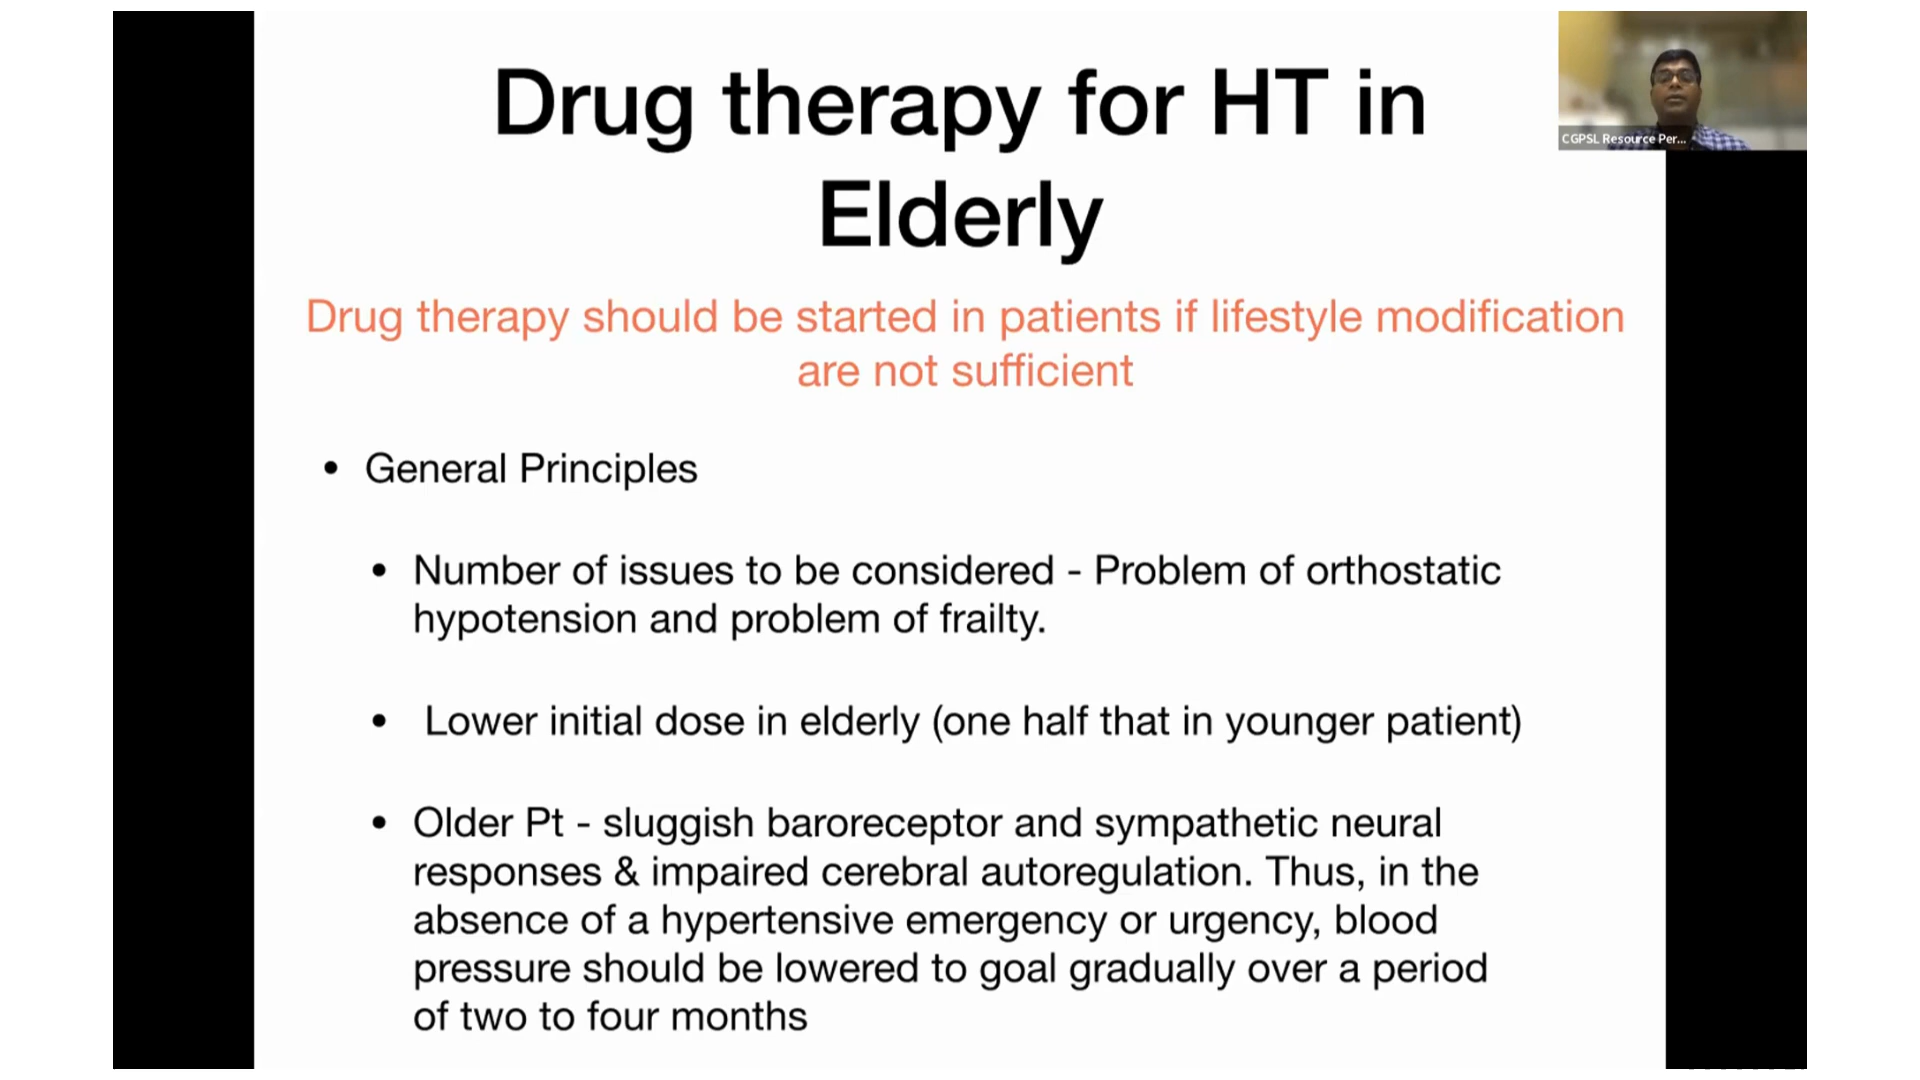 Drug therapy for HT in
Elderly
CGPSL Resource Per...
Drug therapy should be started in patients if lifestyle modification
are not sufficient
• General Principles
• Number of issues to be considered - Problem of orthostatic
hypotension and problem of frailty.
• Lower initial dose in elderly (one half that in younger patient)
• Older Pt - sluggish baroreceptor and sympathetic neural
responses & impaired cerebral autoregulation. Thus, in the
absence of a hypertensive emergency or urgency, blood
pressure should be lowered to goal gradually over a period
of two to four months